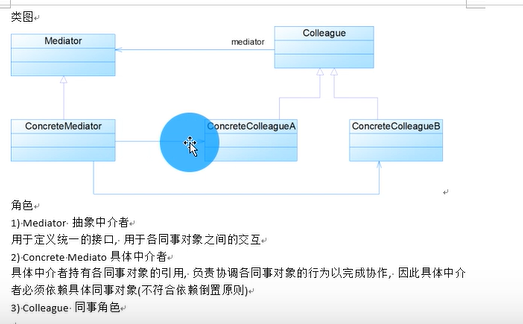 类图
Mediator
mediator
Colleague
ConcreteMediator
ConcreteColleagueA
ConcreteColleagueB
角色
1) Mediator 抽象中介者
用于定义统一的接口, 用于各同事对象之间的交互
2) Concrete Mediato 具体中介者
具体中介者持有各同事对象的引用, 负责协调各同事对象的行为以完成协作, 因此具体中介
者必须依赖具体同事对象(不符合依赖倒置原则)
3) Colleague 同事角色